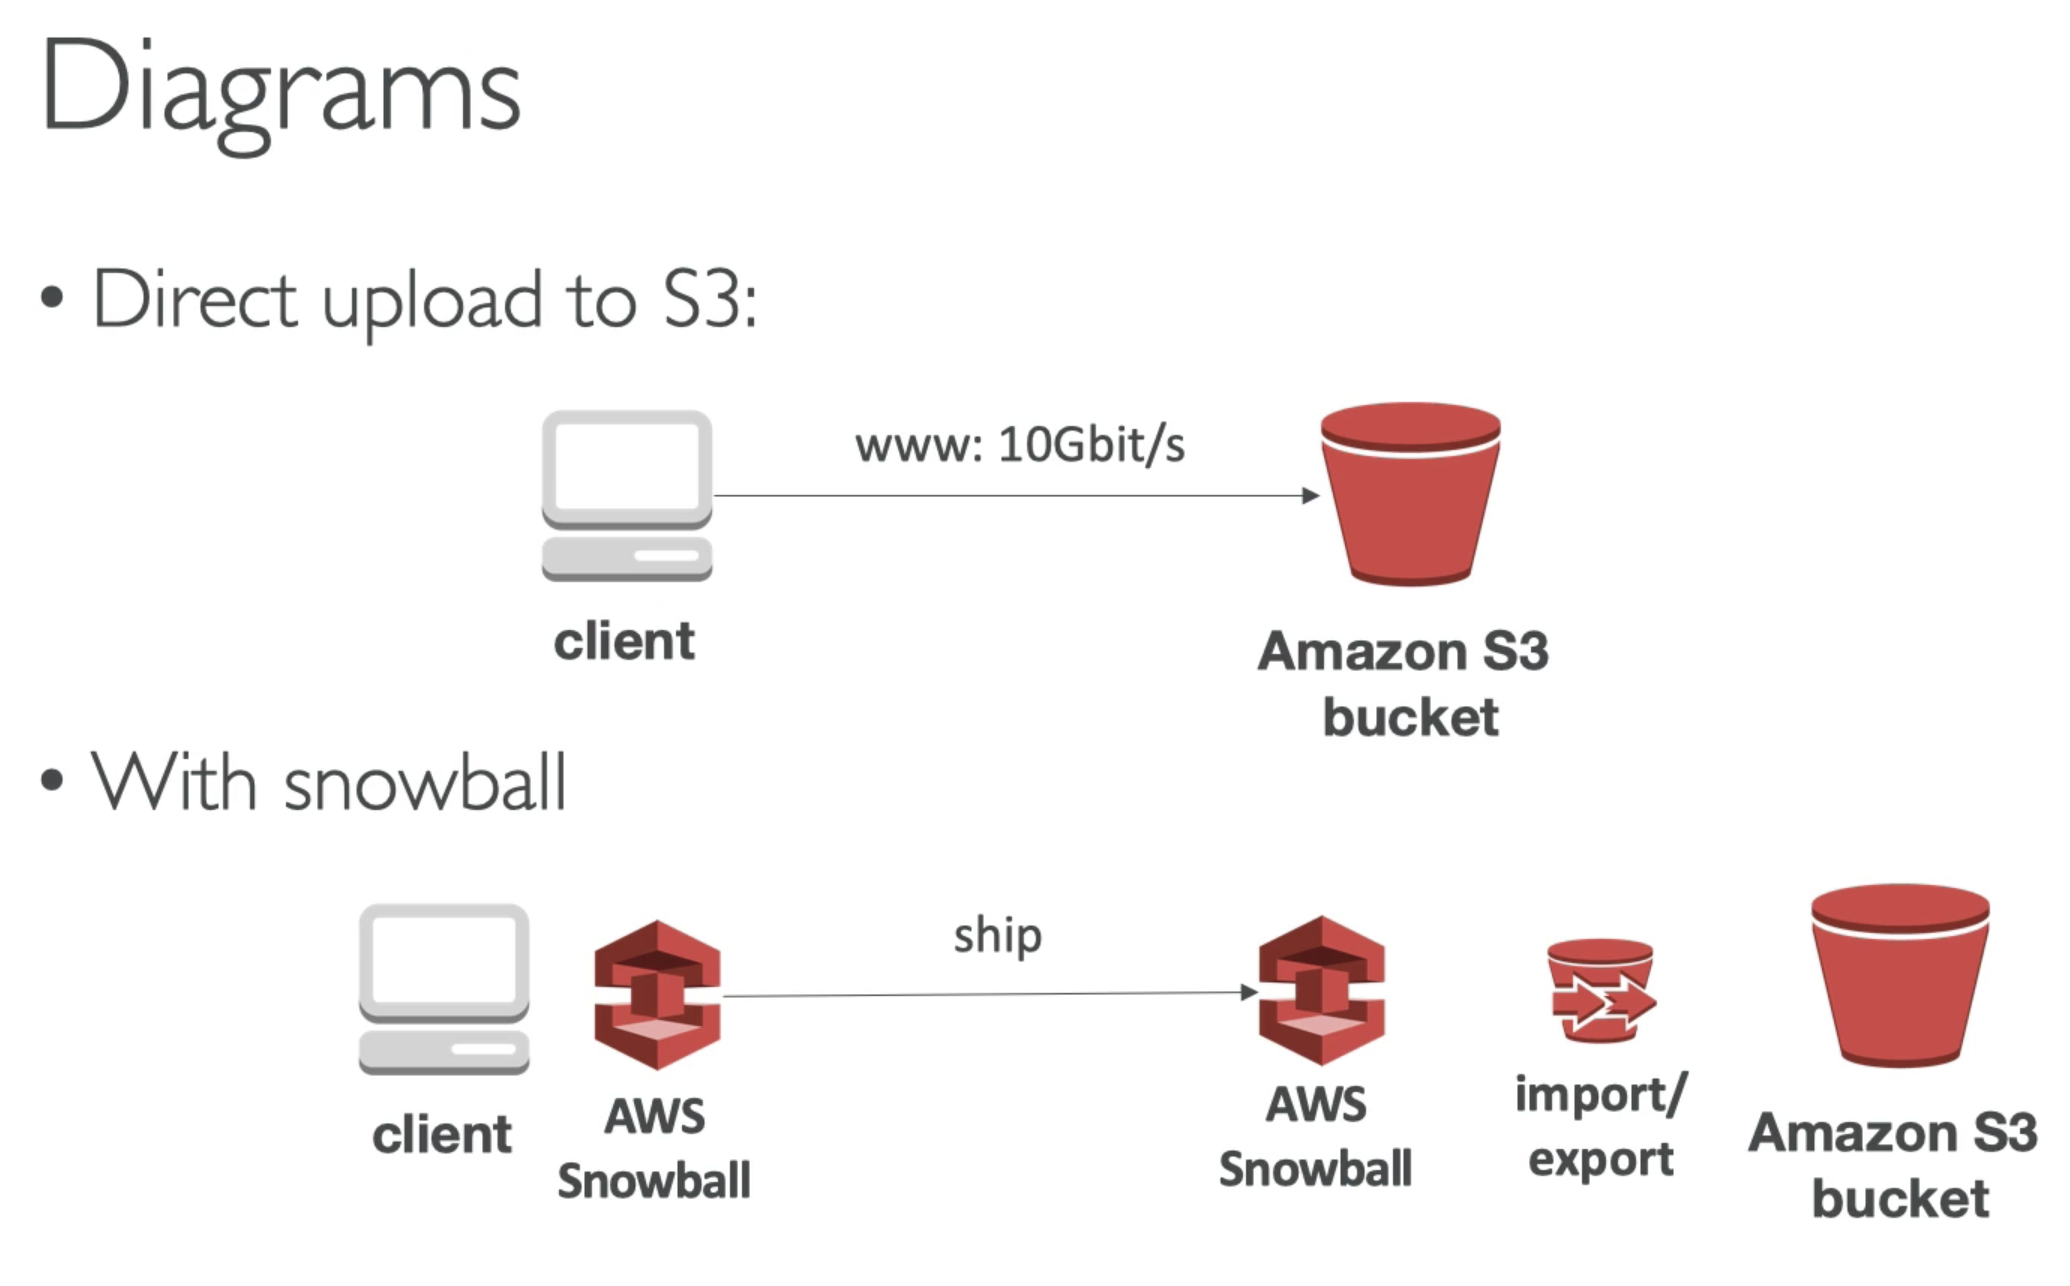 Diagrams
• Direct upload to S3:
www: 10Gbit/s
client
Amazon S3
bucket
• With snowball
ship
client
AWS
Snowball
AWS
Snowball
import/
export
Amazon S3
bucket